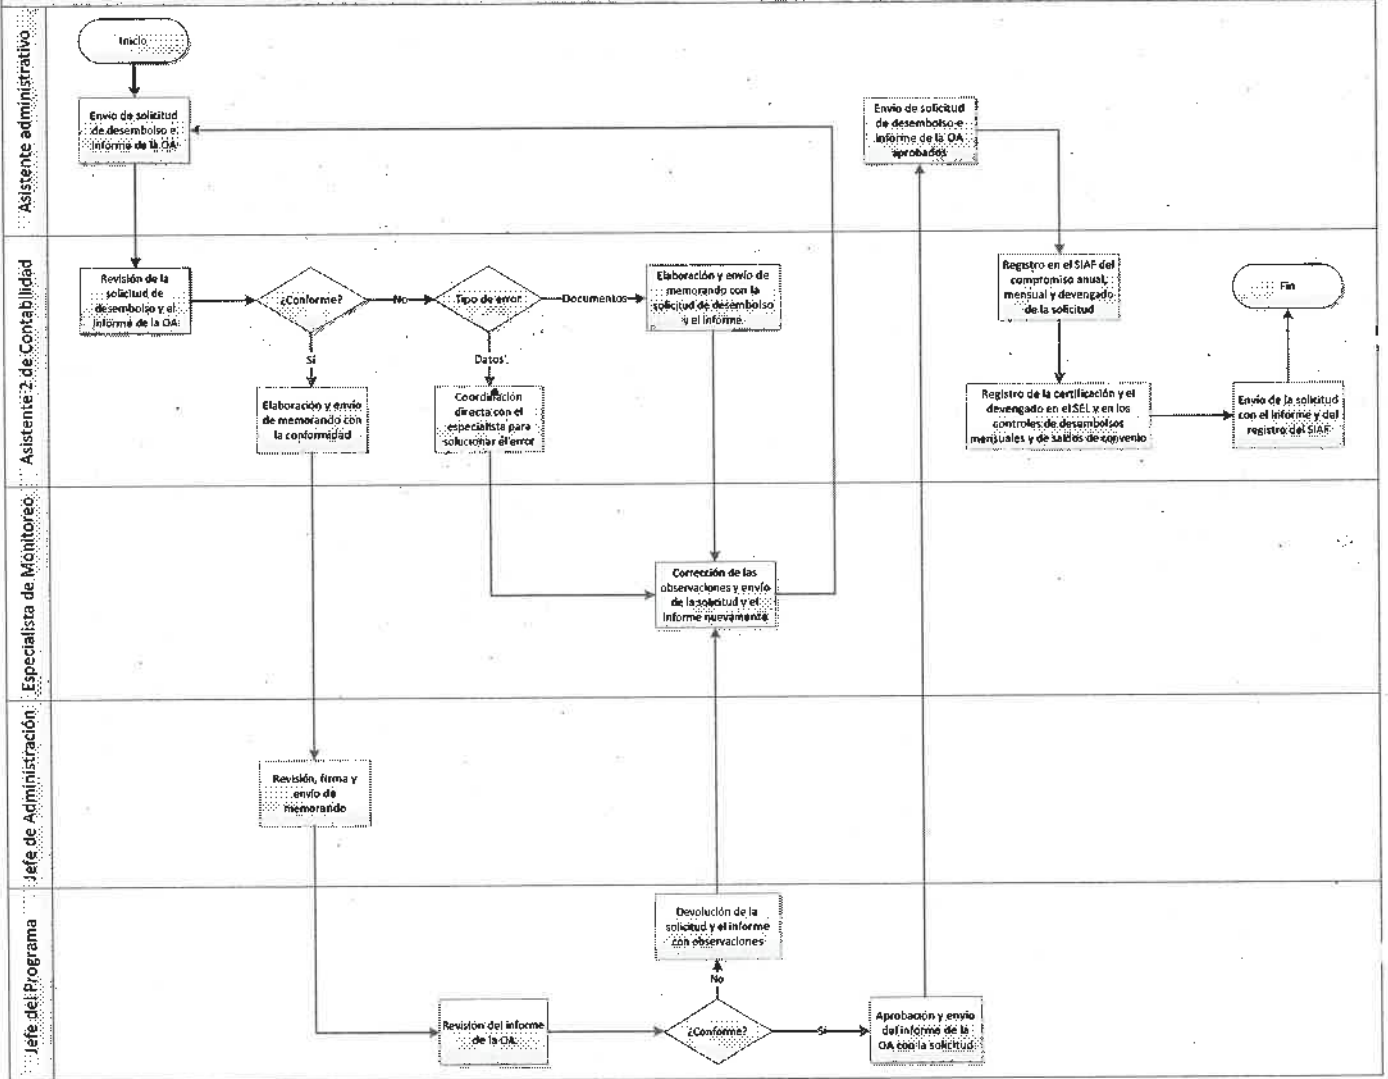 Asistente administrativo
Inicio
Envío de solicitud
de desembolso e
informe de la OA
Envío de solicitud
de desembolso e
informe de la OA
aprobados
Asistente 2 de Contabilidad
Revisión de la
solicitud de
desembolso y el
informe de la OA
¿Conforme?
No
Tipo de error
Documentos
Elaboración y envío de
memorando con la
solicitud de desembolso
y el informe.
Sí
Elaboración y envío
de memorando con
la conformidad
Datos
Coordinación
directa con el
especialista para
solucionar el error
Registro en el SIAF del
compromiso anual,
mensual y devengado
de la solicitud
Registro de la certificación y el
devengado en el SEL y en los
controles de desembolsos
mensuales y de saldos de convenio
Envío de la solicitud
con el informe y del
registro del SIAF
Fin
Especialista de Monitoreo
Corrección de las
observaciones y envío
de la solicitud y el
informe nuevamente
Jefe de Administración
Revisión, firma y
envío de
memorando
Jefe del Programa
Devolución de la
solicitud y el informe
con observaciones
No
Revisión del informe
de la OA
¿Conforme?
Sí
Aprobación y envío
del informe de la
OA con la solicitud